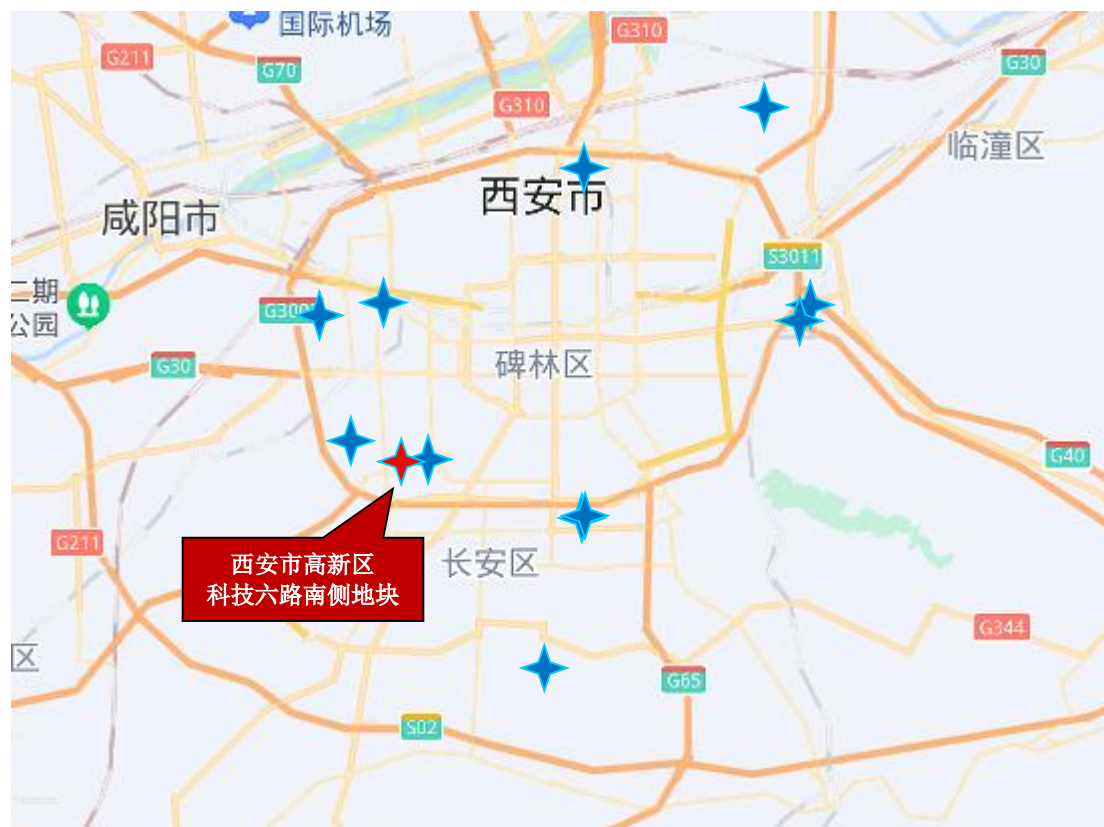 国际机场
G310
G211
G70
G30
G310
临潼区
西安市
咸阳市
S3011
二期
公园
G300
碑林区
G30
G40
G211
长安区
西安市高新区
科技六路南侧地块
G344
区
G65
S02